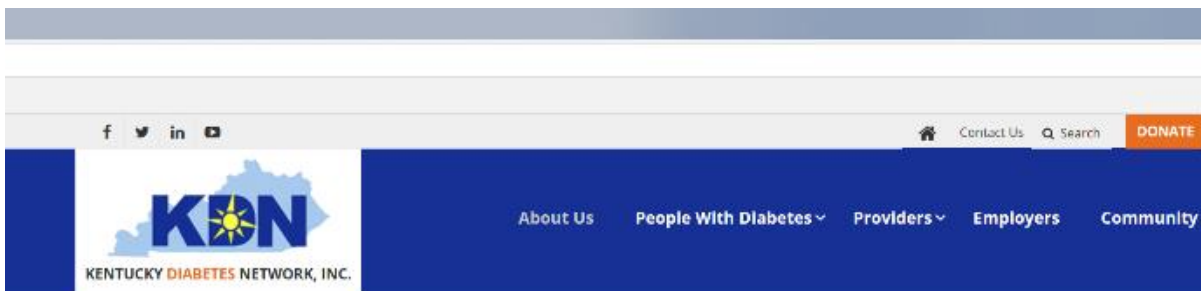 Contact Us Search DONATE
KDN
KENTUCKY DIABETES NETWORK, INC.
About Us People With Diabetes Providers Employers Community